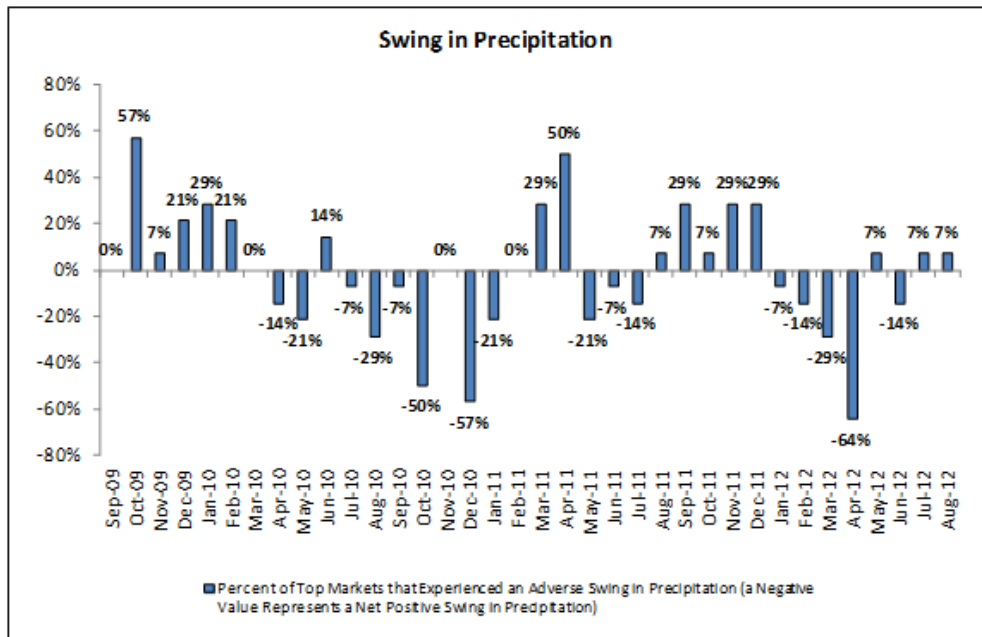 Swing in Precipitation
80%
60%
40%
20%
0%
-20%
-40%
-60%
-80%
0%
57%
7%
21%
29%
21%
0%
-14%
-21%
14%
-7%
-29%
-7%
-50%
0%
-57%
-21%
0%
29%
50%
-21%
-7%
-14%
7%
29%
7%
29%
29%
-7%
-14%
-29%
-64%
7%
-14%
7%
7%
Sep-09
Oct-09
Nov-09
Dec-09
Jan-10
Feb-10
Mar-10
Apr-10
May-10
Jun-10
Jul-10
Aug-10
Sep-10
Oct-10
Nov-10
Dec-10
Jan-11
Feb-11
Mar-11
Apr-11
May-11
Jun-11
Jul-11
Aug-11
Sep-11
Oct-11
Nov-11
Dec-11
Jan-12
Feb-12
Mar-12
Apr-12
May-12
Jun-12
Jul-12
Aug-12
Percent of Top Markets that Experienced an Adverse Swing in Precipitation (a Negative
Value Represents a Net Positive Swing in Precpitation)